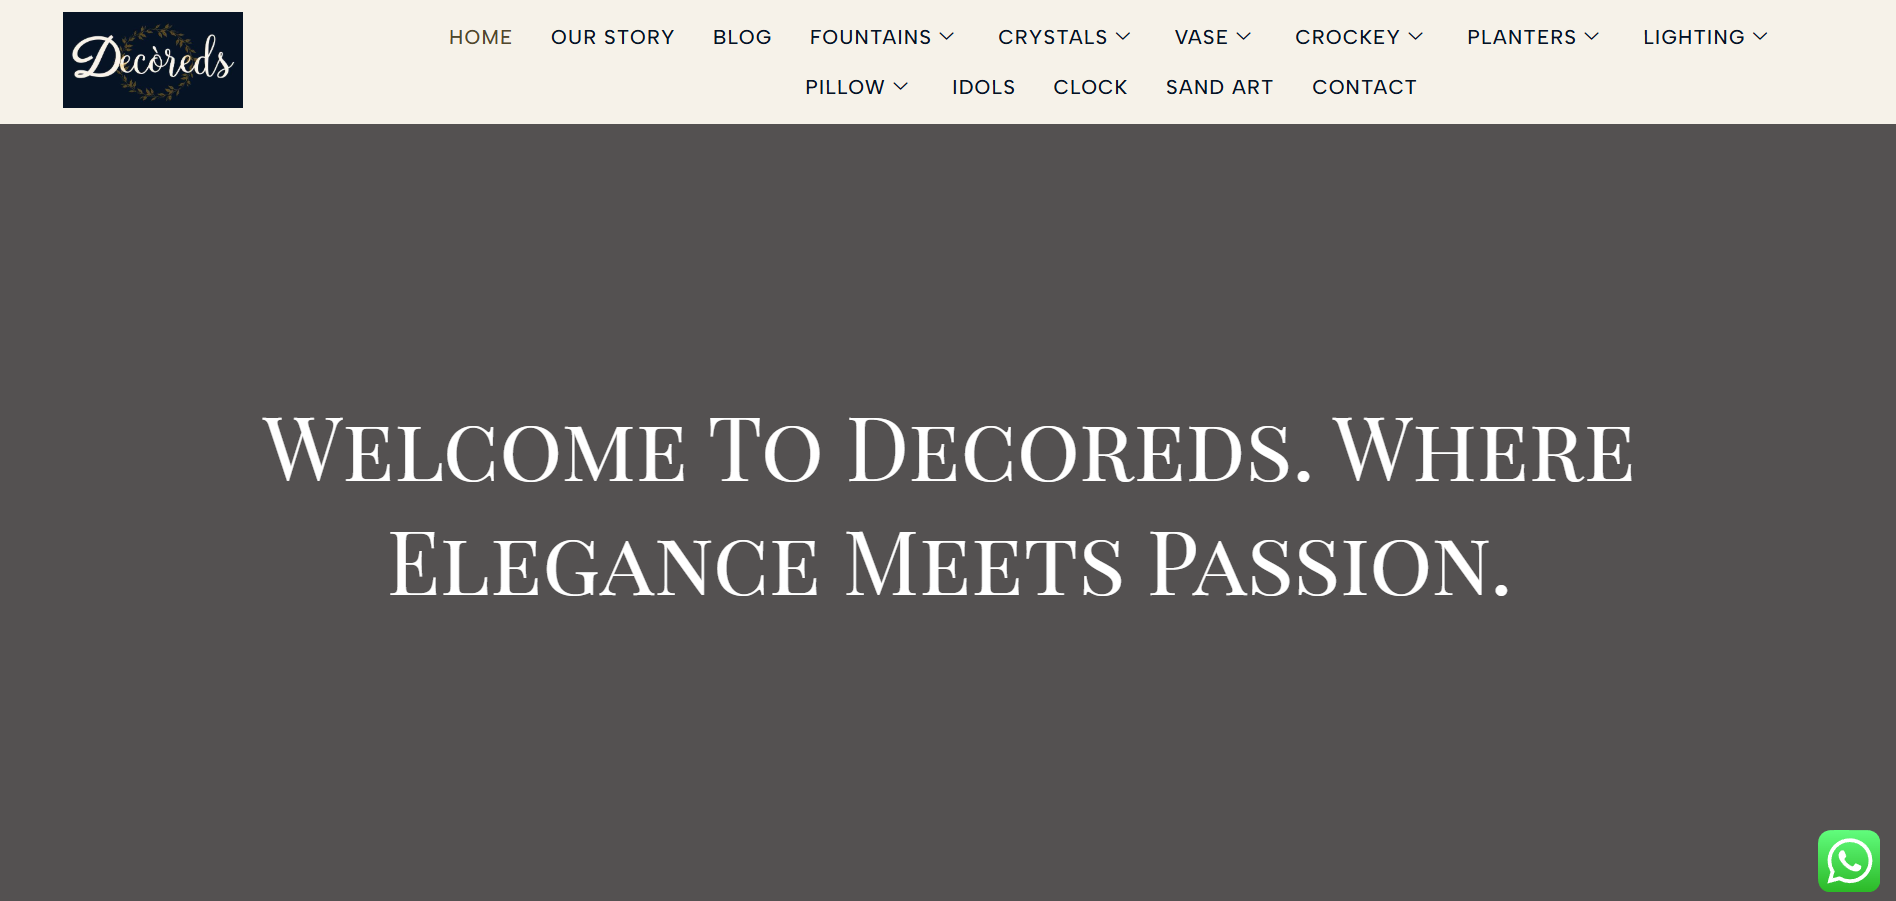 Decòreds
HOME OUR STORY BLOG FOUNTAINS CRYSTALS VASE CROCKEY PLANTERS LIGHTING
PILLOW IDOLS CLOCK SAND ART CONTACT
Welcome To Decoreds. Where
Elegance Meets Passion.